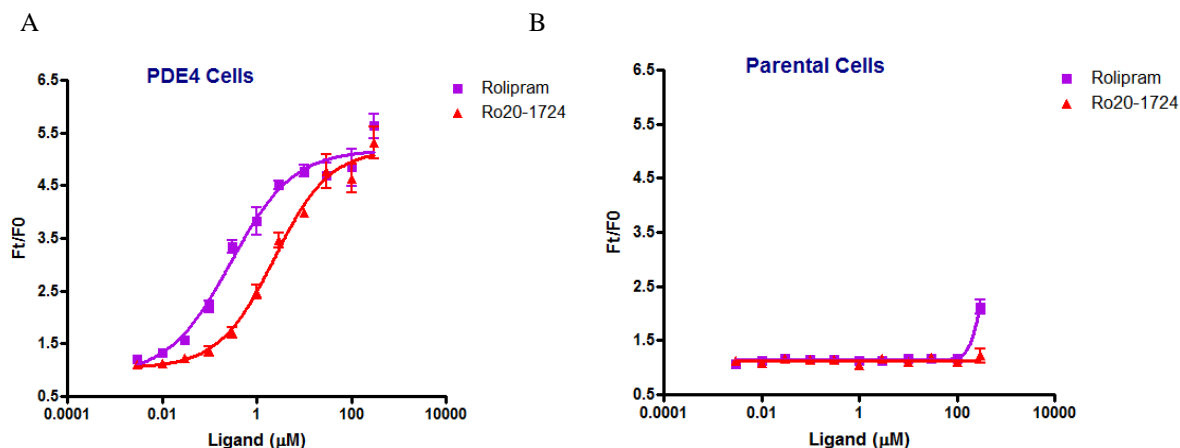 A
B
PDE4 Cells
Rolipram
Ro20-1724
6.5
5.5
4.5
3.5
2.5
1.5
0.5
Ft/F0
0.0001
0.01
1
100
10000
Ligand (μM)
Parental Cells
Rolipram
Ro20-1724
6.5
5.5
4.5
3.5
2.5
1.5
0.5
Ft/F0
0.0001
0.01
1
100
10000
Ligand (μM)